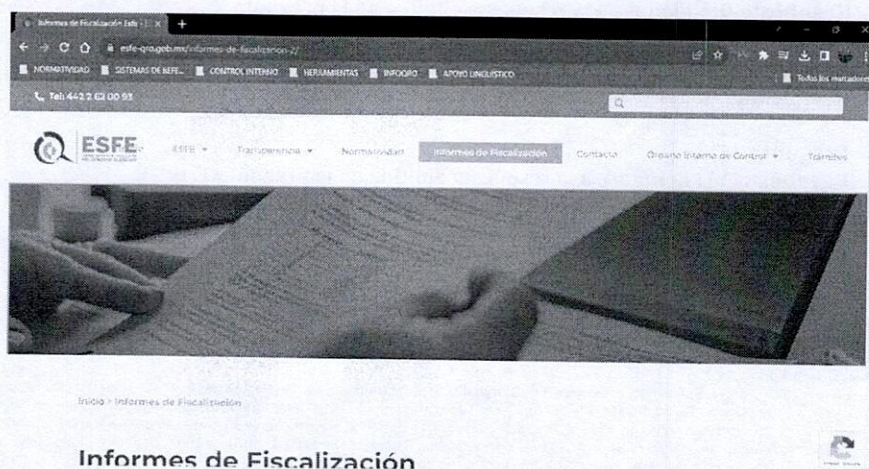 Informes de Fiscalización Esfe -
esfe-qro.gob.mx/informes-de-fiscalizacion-2/
NORMATIVIDAD SISTEMAS DE CONTROL INTERNO HERRAMIENTAS INFOQRO APOYO LINGUISTICO Todos los marcadores
Tel: 442 2 62 00 93
ESFE ESFE Transparencia Normatividad Informes de Fiscalización Contacto Órgano Interno de Control Trámites
Inicio > Informes de Fiscalización
Informes de Fiscalización